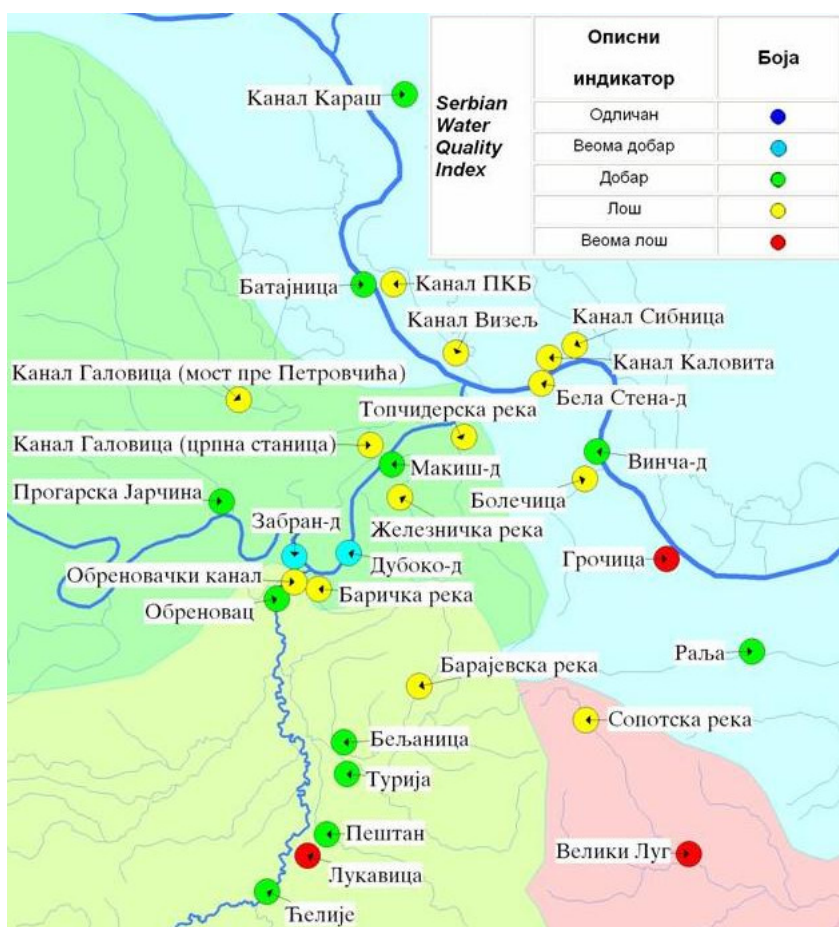 Serbian
Water
Quality
Index
Описни
индикатор
Боја
Одличан
Веома добар
Добар
Лош
Веома лош
Канал Караш
Батајница
Канал ПКБ
Канал Визељ
Канал Сибница
Канал Каловита
Канал Галовица (мост пре Петровчића)
Бела Стена-д
Топчидерска река
Канал Галовица (црпна станица)
Макиш-д
Винча-д
Прогарска Јарчина
Болечица
Забран-д
Железничка река
Дубоко-д
Грочица
Обреновачки канал
Баричка река
Обреновац
Раља
Барајевска река
Сопотска река
Бељаница
Турија
Пештан
Велики Луг
Лукавица
Ћелије